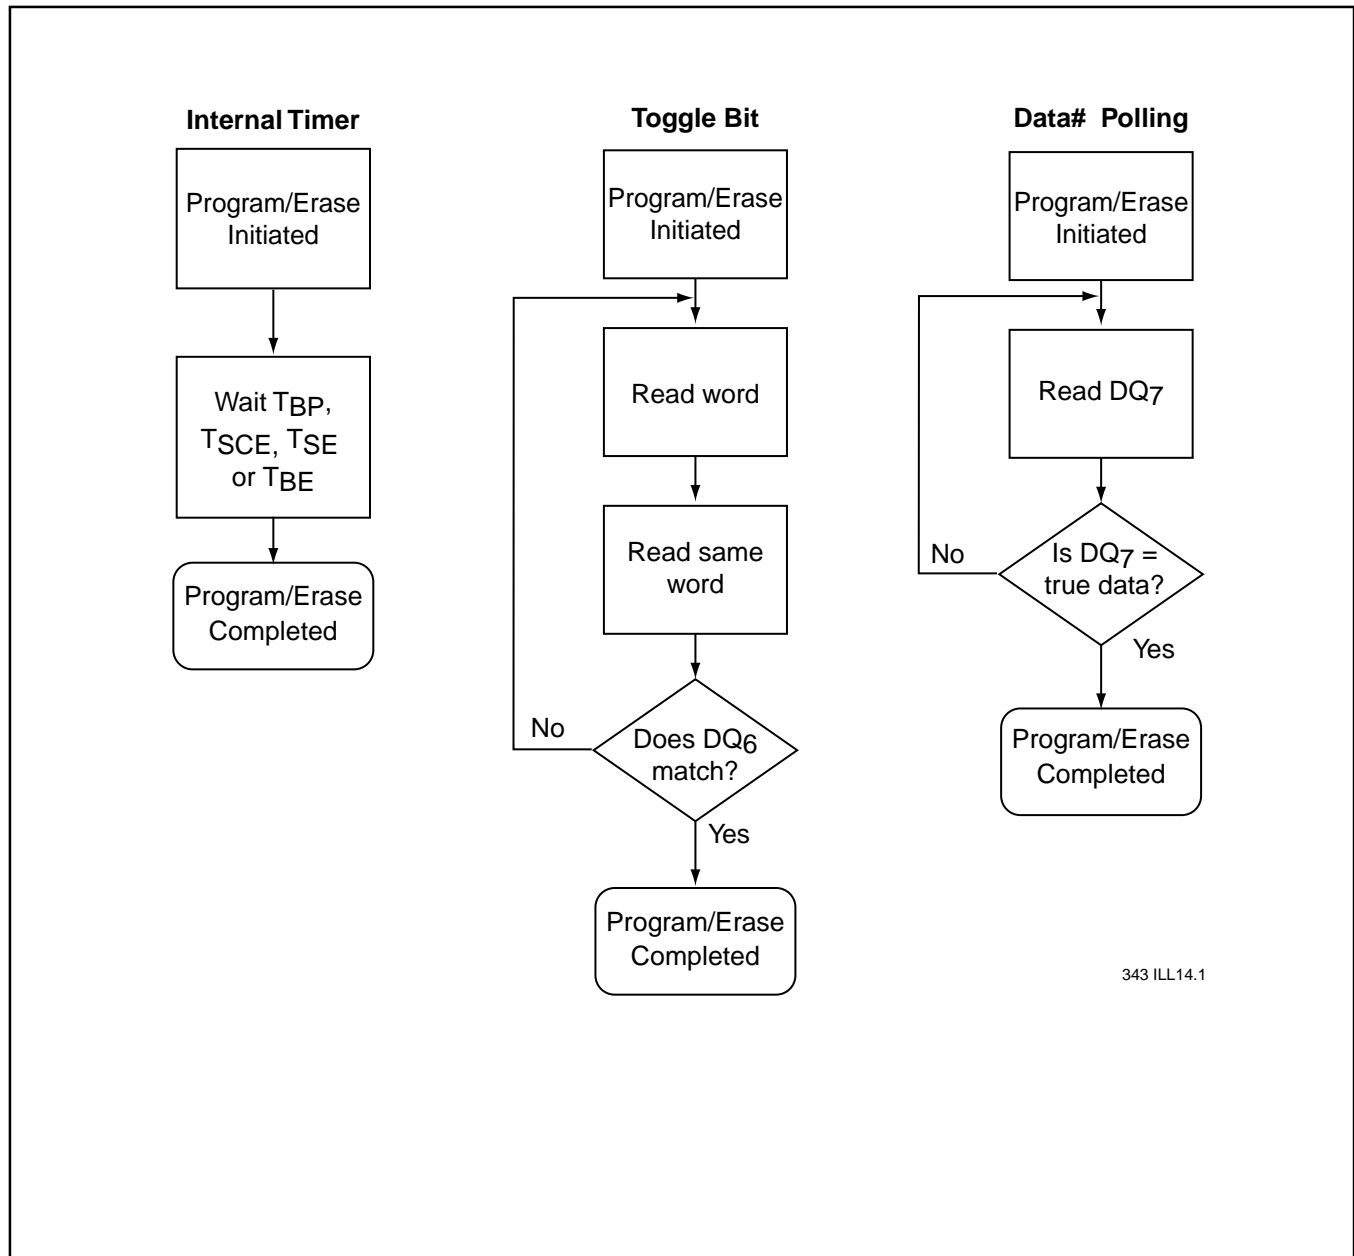 Internal Timer
Program/Erase
Initiated
Wait TBP,
TSCE, TSE
or TBE
Program/Erase
Completed
Toggle Bit
Program/Erase
Initiated
Read word
Read same
word
Does DQ6
match?
No
Yes
Program/Erase
Completed
Data# Polling
Program/Erase
Initiated
Read DQ7
Is DQ7 =
true data?
No
Yes
Program/Erase
Completed
343 ILL14.1